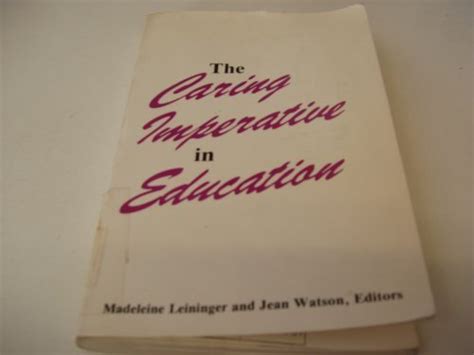 The
Caring
Imperative
in
Education
Madeleine Leininger and Jean Watson, Editors